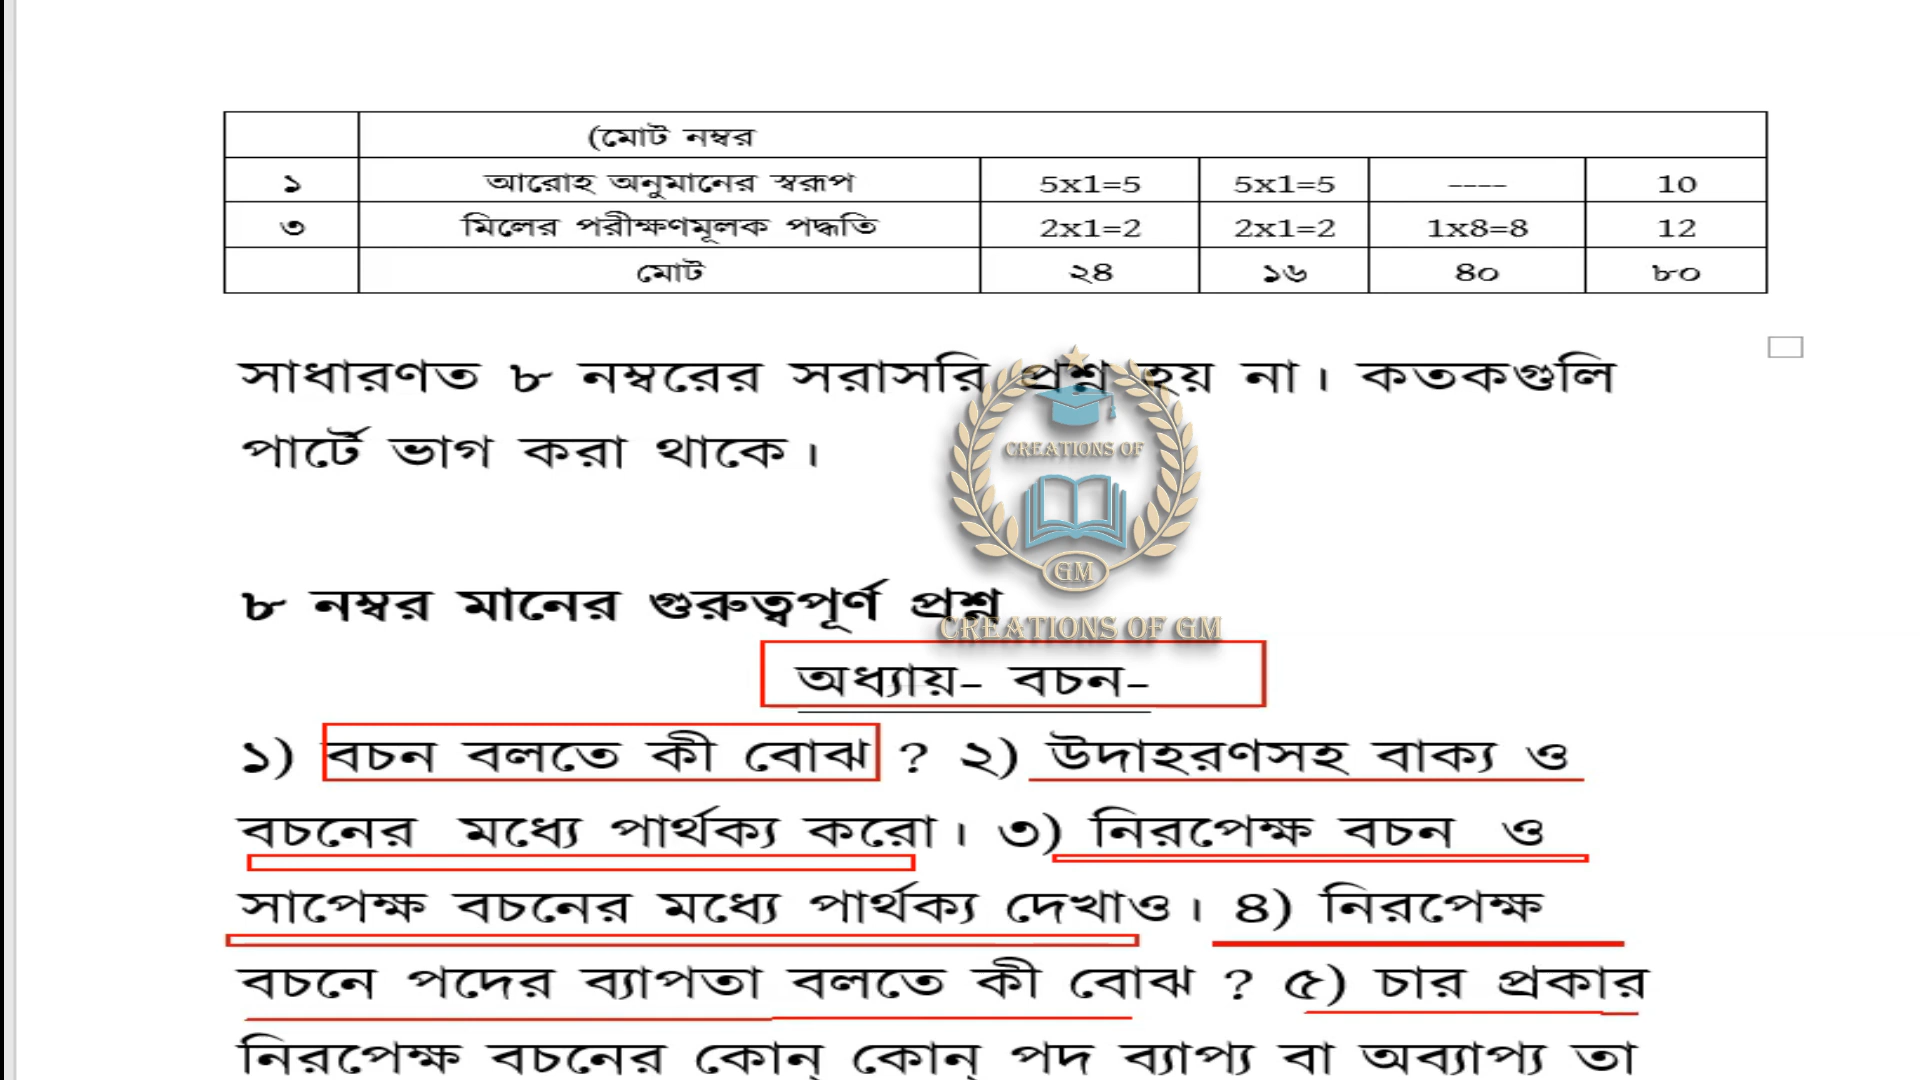 (মোট নম্বর
১ আরোহ অনুমানের স্বরূপ 5x1=5 5x1=5 ---- 10
৩ মিলের পরীক্ষণমূলক পদ্ধতি 2x1=2 2x1=2 1x8=8 12
মোট ২৪ ১৬ ৪০ ৮০
সাধারণত ৮ নম্বরের সরাসরি প্রশ্ন হয় না। কতকগুলি
পার্টে ভাগ করা থাকে।
CREATIONS OF
GM
৮ নম্বর মানের গুরুত্বপূর্ণ প্রশ্ন
CREATIONS OF GM
অধ্যায়- বচন-
১) বচন বলতে কী বোঝ ? ২) উদাহরণসহ বাক্য ও
বচনের মধ্যে পার্থক্য করো। ৩) নিরপেক্ষ বচন ও
সাপেক্ষ বচনের মধ্যে পার্থক্য দেখাও। ৪) নিরপেক্ষ
বচনে পদের ব্যাপতা বলতে কী বোঝ ? ৫) চার প্রকার
নিরপেক্ষ বচনের কোন্ কোন্ পদ ব্যাপ্য বা অব্যাপ্য তা